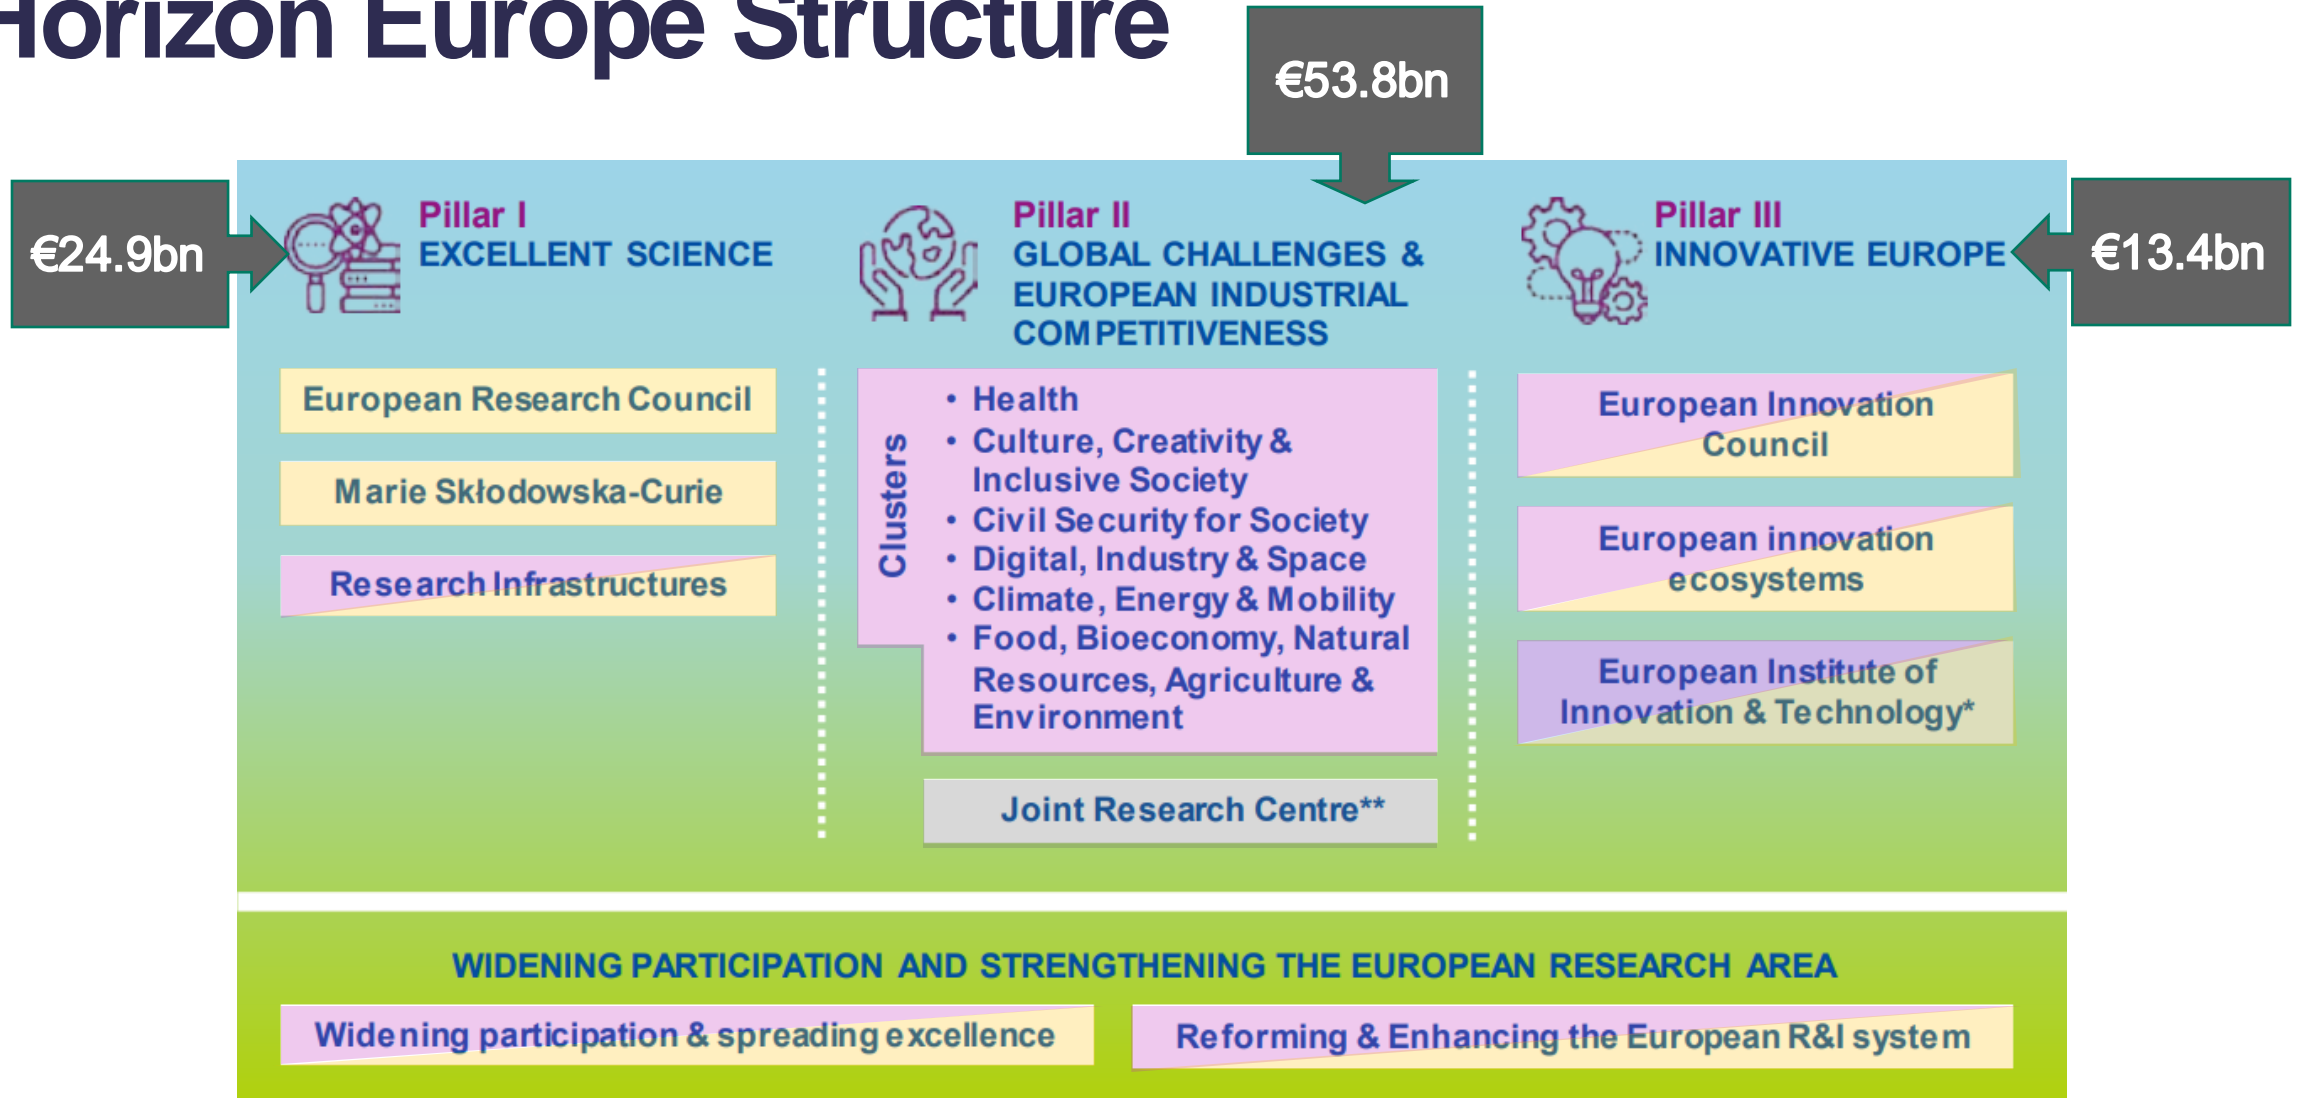 Horizon Europe Structure
€53.8bn
€24.9bn
Pillar I
EXCELLENT SCIENCE
European Research Council
Marie Skłodowska-Curie
Research Infrastructures
Pillar II
GLOBAL CHALLENGES &
EUROPEAN INDUSTRIAL
COMPETITIVENESS
Clusters
• Health
• Culture, Creativity &
Inclusive Society
• Civil Security for Society
• Digital, Industry & Space
• Climate, Energy & Mobility
• Food, Bioeconomy, Natural
Resources, Agriculture &
Environment
Joint Research Centre**
Pillar III
INNOVATIVE EUROPE
€13.4bn
European Innovation
Council
European innovation
ecosystems
European Institute of
Innovation & Technology*
WIDENING PARTICIPATION AND STRENGTHENING THE EUROPEAN RESEARCH AREA
Widening participation & spreading excellence
Reforming & Enhancing the European R&I system